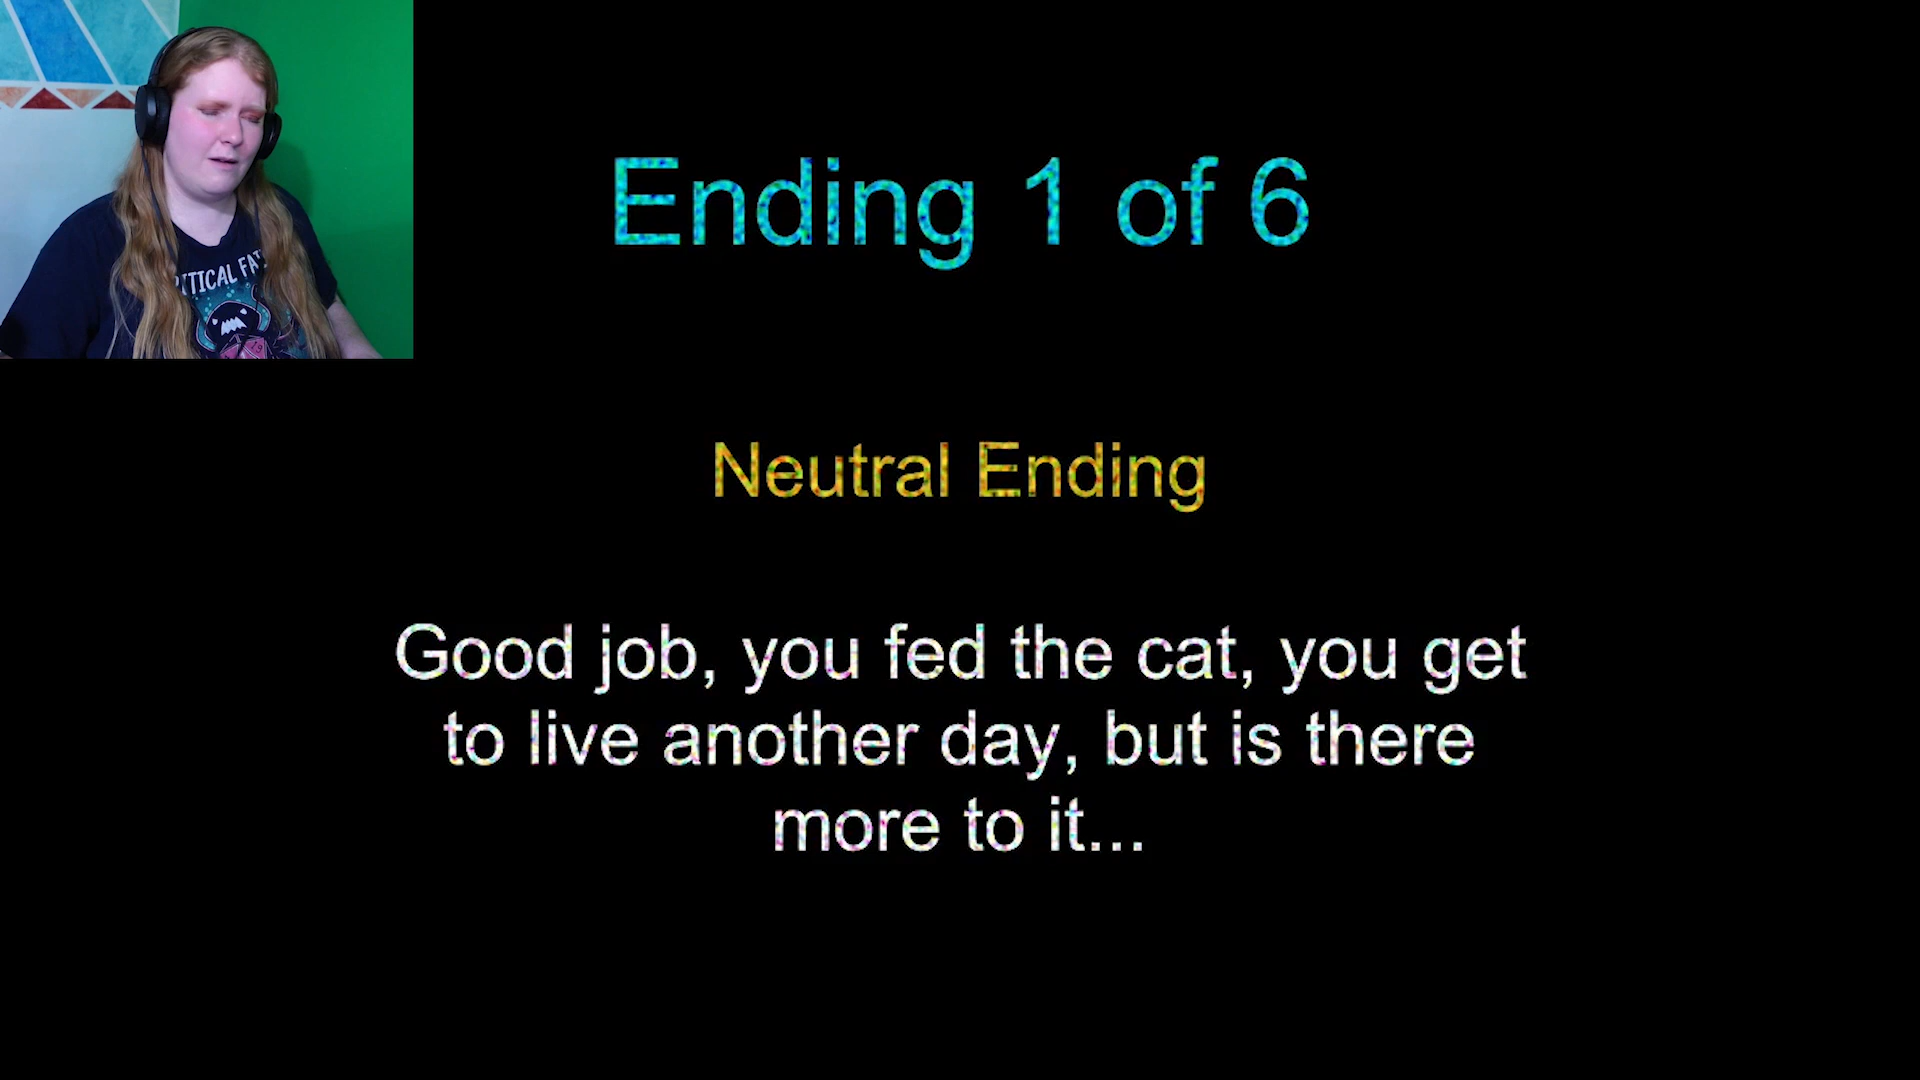 Ending 1 of 6
Neutral Ending
Good job, you fed the cat, you get
to live another day, but is there
more to it...